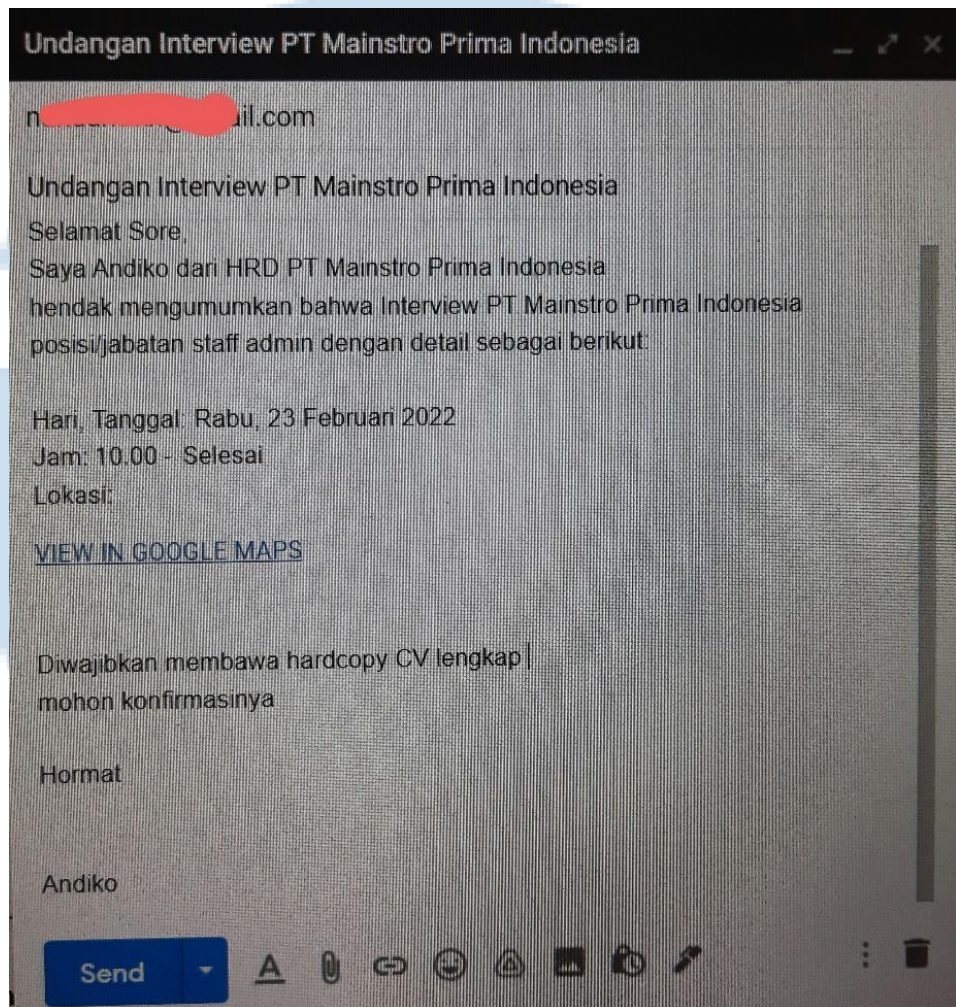 Undangan Interview PT Mainstro Prima Indonesia
il.com
Undangan Interview PT Mainstro Prima Indonesia
Selamat Sore,
Saya Andiko dari HRD PT Mainstro Prima Indonesia
hendak mengumumkan bahwa Interview PT Mainstro Prima Indonesia
posisi/jabatan staff admin dengan detail sebagai berikut:
Hari, Tanggal: Rabu, 23 Februari 2022
Jam: 10.00 - Selesai
Lokasi:
VIEW IN GOOGLE MAPS
Diwajibkan membawa hardcopy CV lengkap
mohon konfirmasinya
Hormat
Andiko
Send